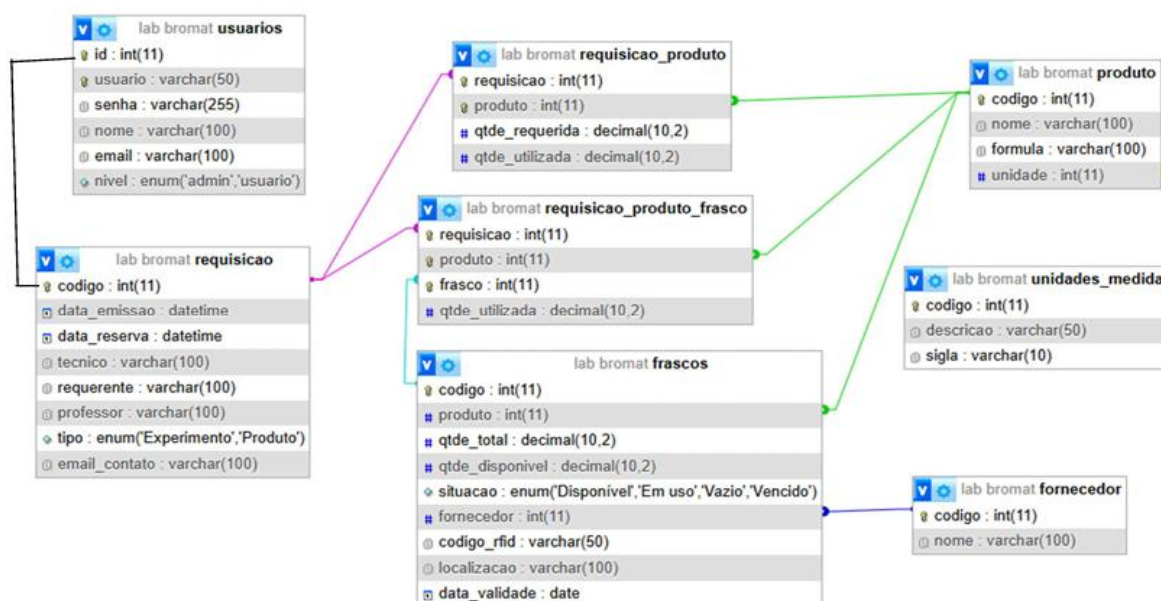 lab bromat usuarios
id : int(11)
usuario : varchar(50)
senha : varchar(255)
nome : varchar(100)
email : varchar(100)
nivel : enum('admin','usuario')
lab bromat requisicao_produto
requisicao : int(11)
produto : int(11)
qtde_requerida : decimal(10,2)
qtde_utilizada : decimal(10,2)
lab bromat produto
codigo : int(11)
nome : varchar(100)
formula : varchar(100)
unidade : int(11)
lab bromat requisicao_produto_frasco
requisicao : int(11)
produto : int(11)
frasco : int(11)
qtde_utilizada : decimal(10,2)
lab bromat requisicao
codigo : int(11)
data_emissao : datetime
data_reserva : datetime
tecnico : varchar(100)
requerente : varchar(100)
professor : varchar(100)
tipo : enum('Experimento','Produto')
email_contato : varchar(100)
lab bromat unidades_medida
codigo : int(11)
descricao : varchar(50)
sigla : varchar(10)
lab bromat frascos
codigo : int(11)
produto : int(11)
qtde_total : decimal(10,2)
qtde_disponivel : decimal(10,2)
situacao : enum('Disponível','Em uso','Vazio','Vencido')
fornecedor : int(11)
codigo_rfid : varchar(50)
localizacao : varchar(100)
data_validade : date
lab bromat fornecedor
codigo : int(11)
nome : varchar(100)